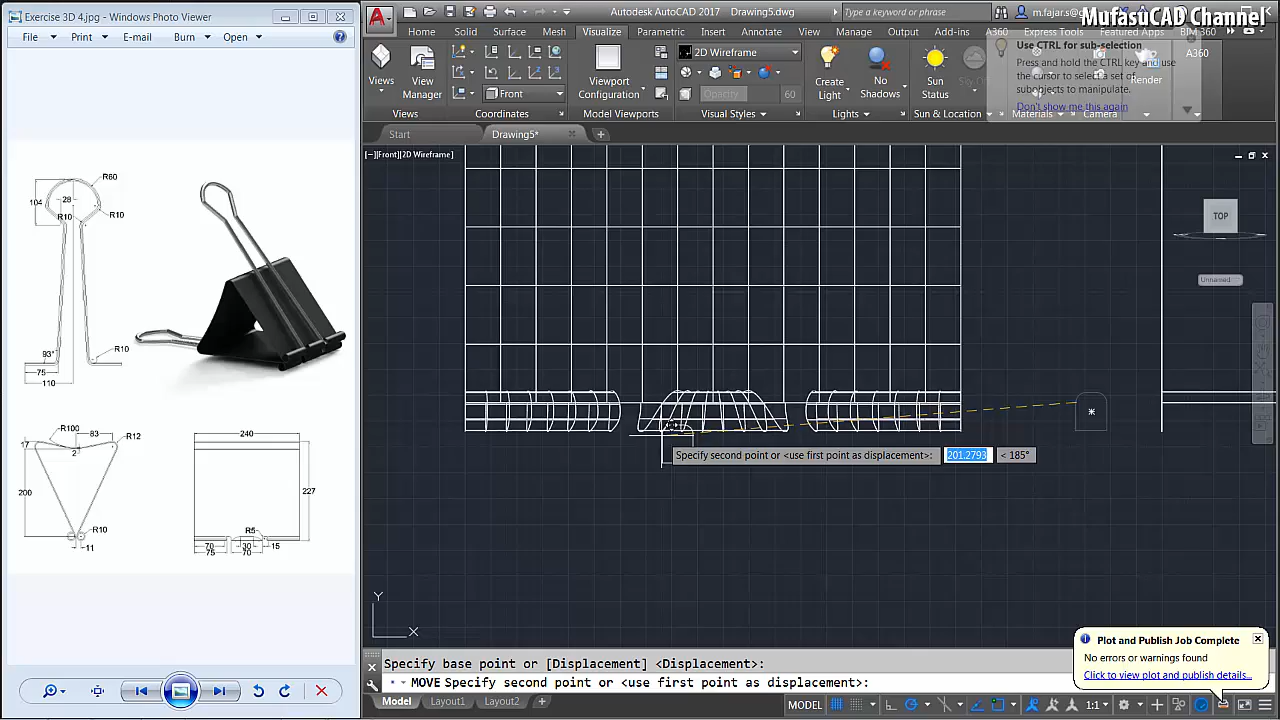 Exercise 3D 4.jpg - Windows Photo Viewer
File Print E-mail Burn Open
R60
104
28
R10
R10
93°
R10
75
110
R100
83
R12
17
2
200
R10
11
240
227
R5
70
75
30
70
15
Autodesk AutoCAD 2017 Drawing5.dwg
Type a keyword or phrase
m.fajar.s@
MufasuCAD Channel
Home Solid Surface Mesh Visualize Parametric Insert Annotate View Manage Output Add-ins A360 Express Tools Featured Apps BIM 360
Use CTRL for sub-selection
Press and hold the CTRL key and use
the cursor to select a set of
subobjects to manipulate.
Don't show me this again
A360
2D Wireframe
Opacity 60
Front
Views
View
Manager
Viewport
Configuration
Create
Light
No
Shadows
Sun
Status
Render
Views Coordinates Model Viewports Visual Styles Lights Sun & Location Materials Camera
Start Drawing5*
[–][Front][2D Wireframe]
TOP
Unnamed
Specify second point or <use first point as displacement>: 201.2793 < 185°
Y
X
Specify base point or [Displacement] <Displacement>:
MOVE Specify second point or <use first point as displacement>:
Plot and Publish Job Complete
No errors or warnings found
Click to view plot and publish details...
Model Layout1 Layout2
MODEL 1:1